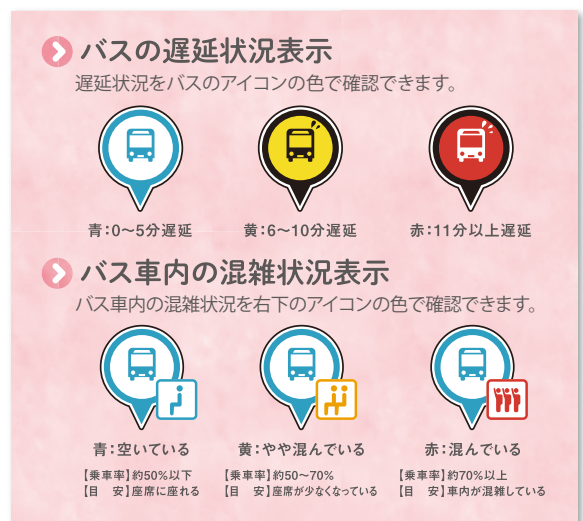 バスの遅延状況表示
遅延状況をバスのアイコンの色で確認できます。
青：0〜5分遅延
黄：6〜10分遅延
赤：11分以上遅延
バス車内の混雑状況表示
バス車内の混雑状況を右下のアイコンの色で確認できます。
青：空いている
【乗車率】約50%以下
【目　安】座席に座れる
黄：やや混んでいる
【乗車率】約50〜70%
【目　安】座席が少なくなっている
赤：混んでいる
【乗車率】約70%以上
【目　安】車内が混雑している